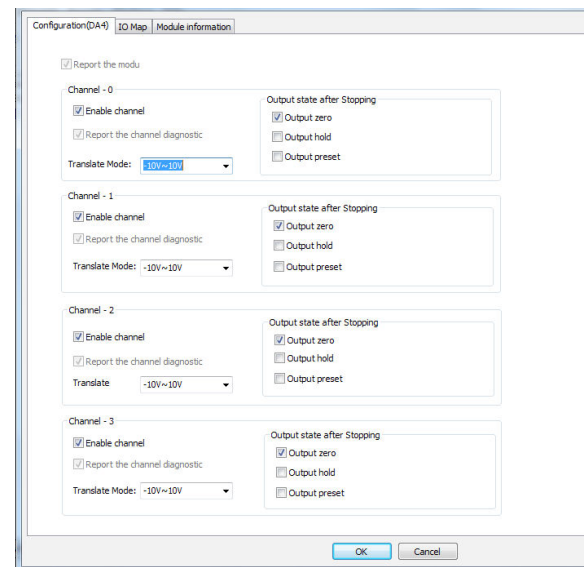 Configuration(DA4) IO Map Module information
Report the modu
Channel - 0
Enable channel
Report the channel diagnostic
Translate Mode: -10V~10V
Output state after Stopping
Output zero
Output hold
Output preset
Channel - 1
Enable channel
Report the channel diagnostic
Translate Mode: -10V~10V
Output state after Stopping
Output zero
Output hold
Output preset
Channel - 2
Enable channel
Report the channel diagnostic
Translate -10V~10V
Output state after Stopping
Output zero
Output hold
Output preset
Channel - 3
Enable channel
Report the channel diagnostic
Translate Mode: -10V~10V
Output state after Stopping
Output zero
Output hold
Output preset
OK Cancel